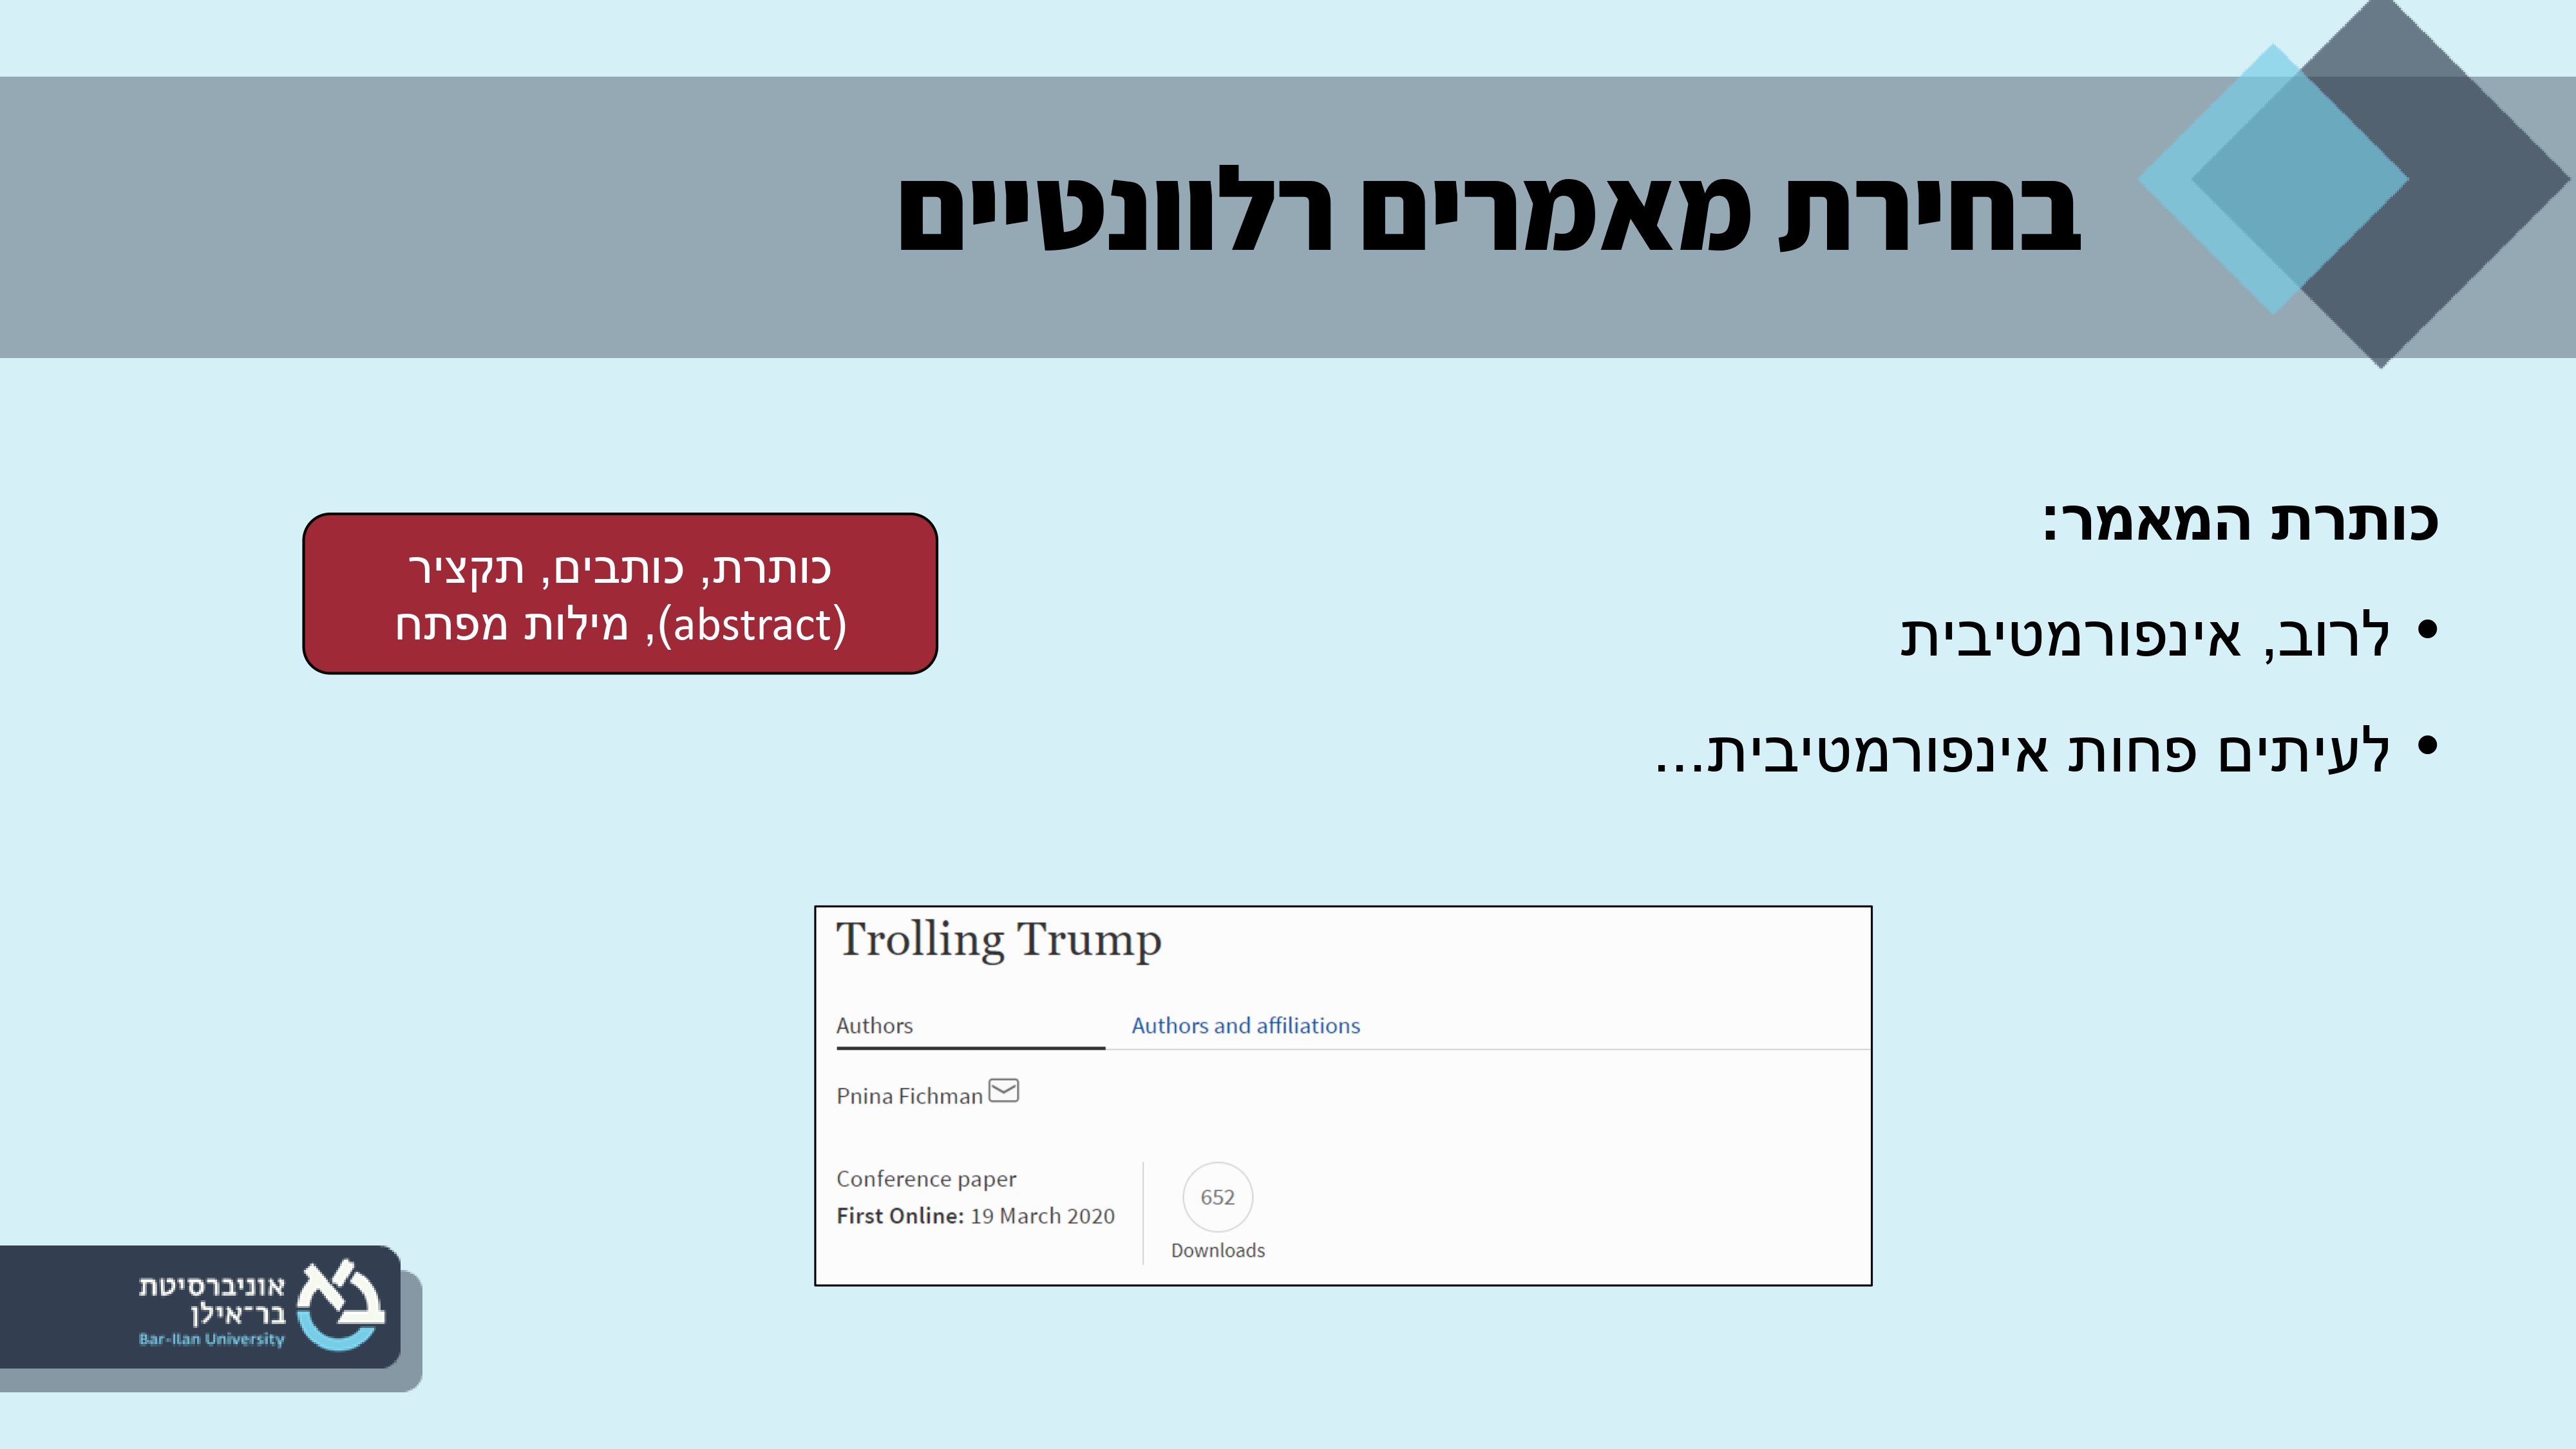 בחירת מאמרים רלוונטיים
כותרת המאמר:
• לרוב, אינפורמטיבית
• לעיתים פחות אינפורמטיבית...
כותרת, כותבים, תקציר
(abstract), מילות מפתח
Trolling Trump
Authors Authors and affiliations
Pnina Fichman
Conference paper
First Online: 19 March 2020
652
Downloads
אוניברסיטת
בר־אילן
Bar-Ilan University